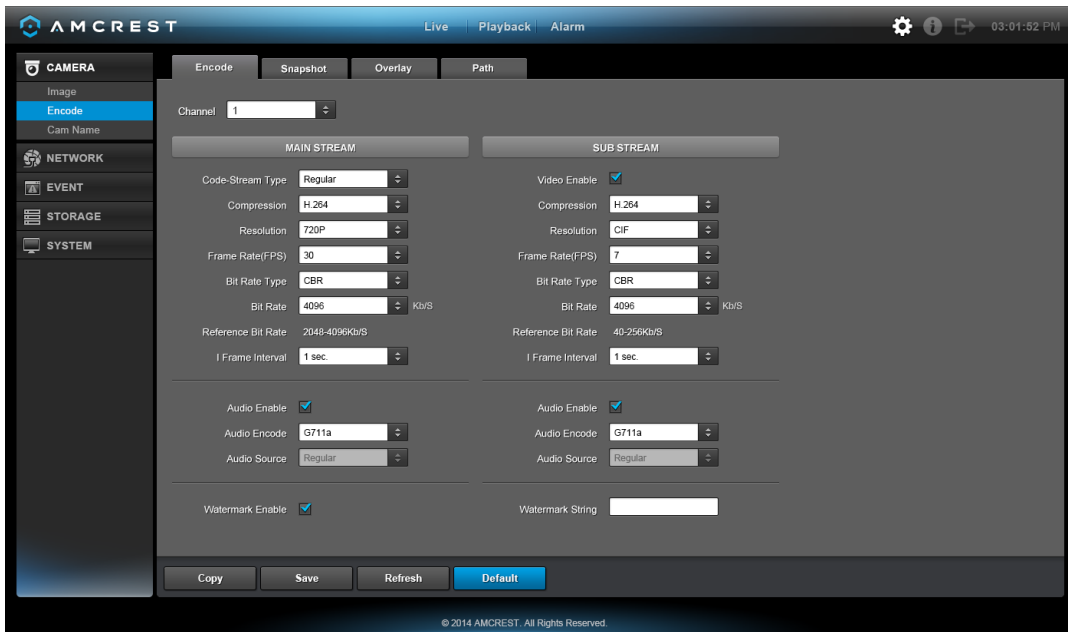 AMCREST Live Playback Alarm 03:01:52 PM
CAMERA
Image
Encode
Cam Name
NETWORK
EVENT
STORAGE
SYSTEM
Encode Snapshot Overlay Path
Channel 1
MAIN STREAM SUB STREAM
Code-Stream Type Regular Video Enable
Compression H.264 Compression H.264
Resolution 720P Resolution CIF
Frame Rate(FPS) 30 Frame Rate(FPS) 7
Bit Rate Type CBR Bit Rate Type CBR
Bit Rate 4096 Kb/S Bit Rate 4096 Kb/S
Reference Bit Rate 2048-4096Kb/S Reference Bit Rate 40-256Kb/S
I Frame Interval 1 sec. I Frame Interval 1 sec.
Audio Enable Audio Enable
Audio Encode G711a Audio Encode G711a
Audio Source Regular Audio Source Regular
Watermark Enable Watermark String
Copy Save Refresh Default
© 2014 AMCREST. All Rights Reserved.